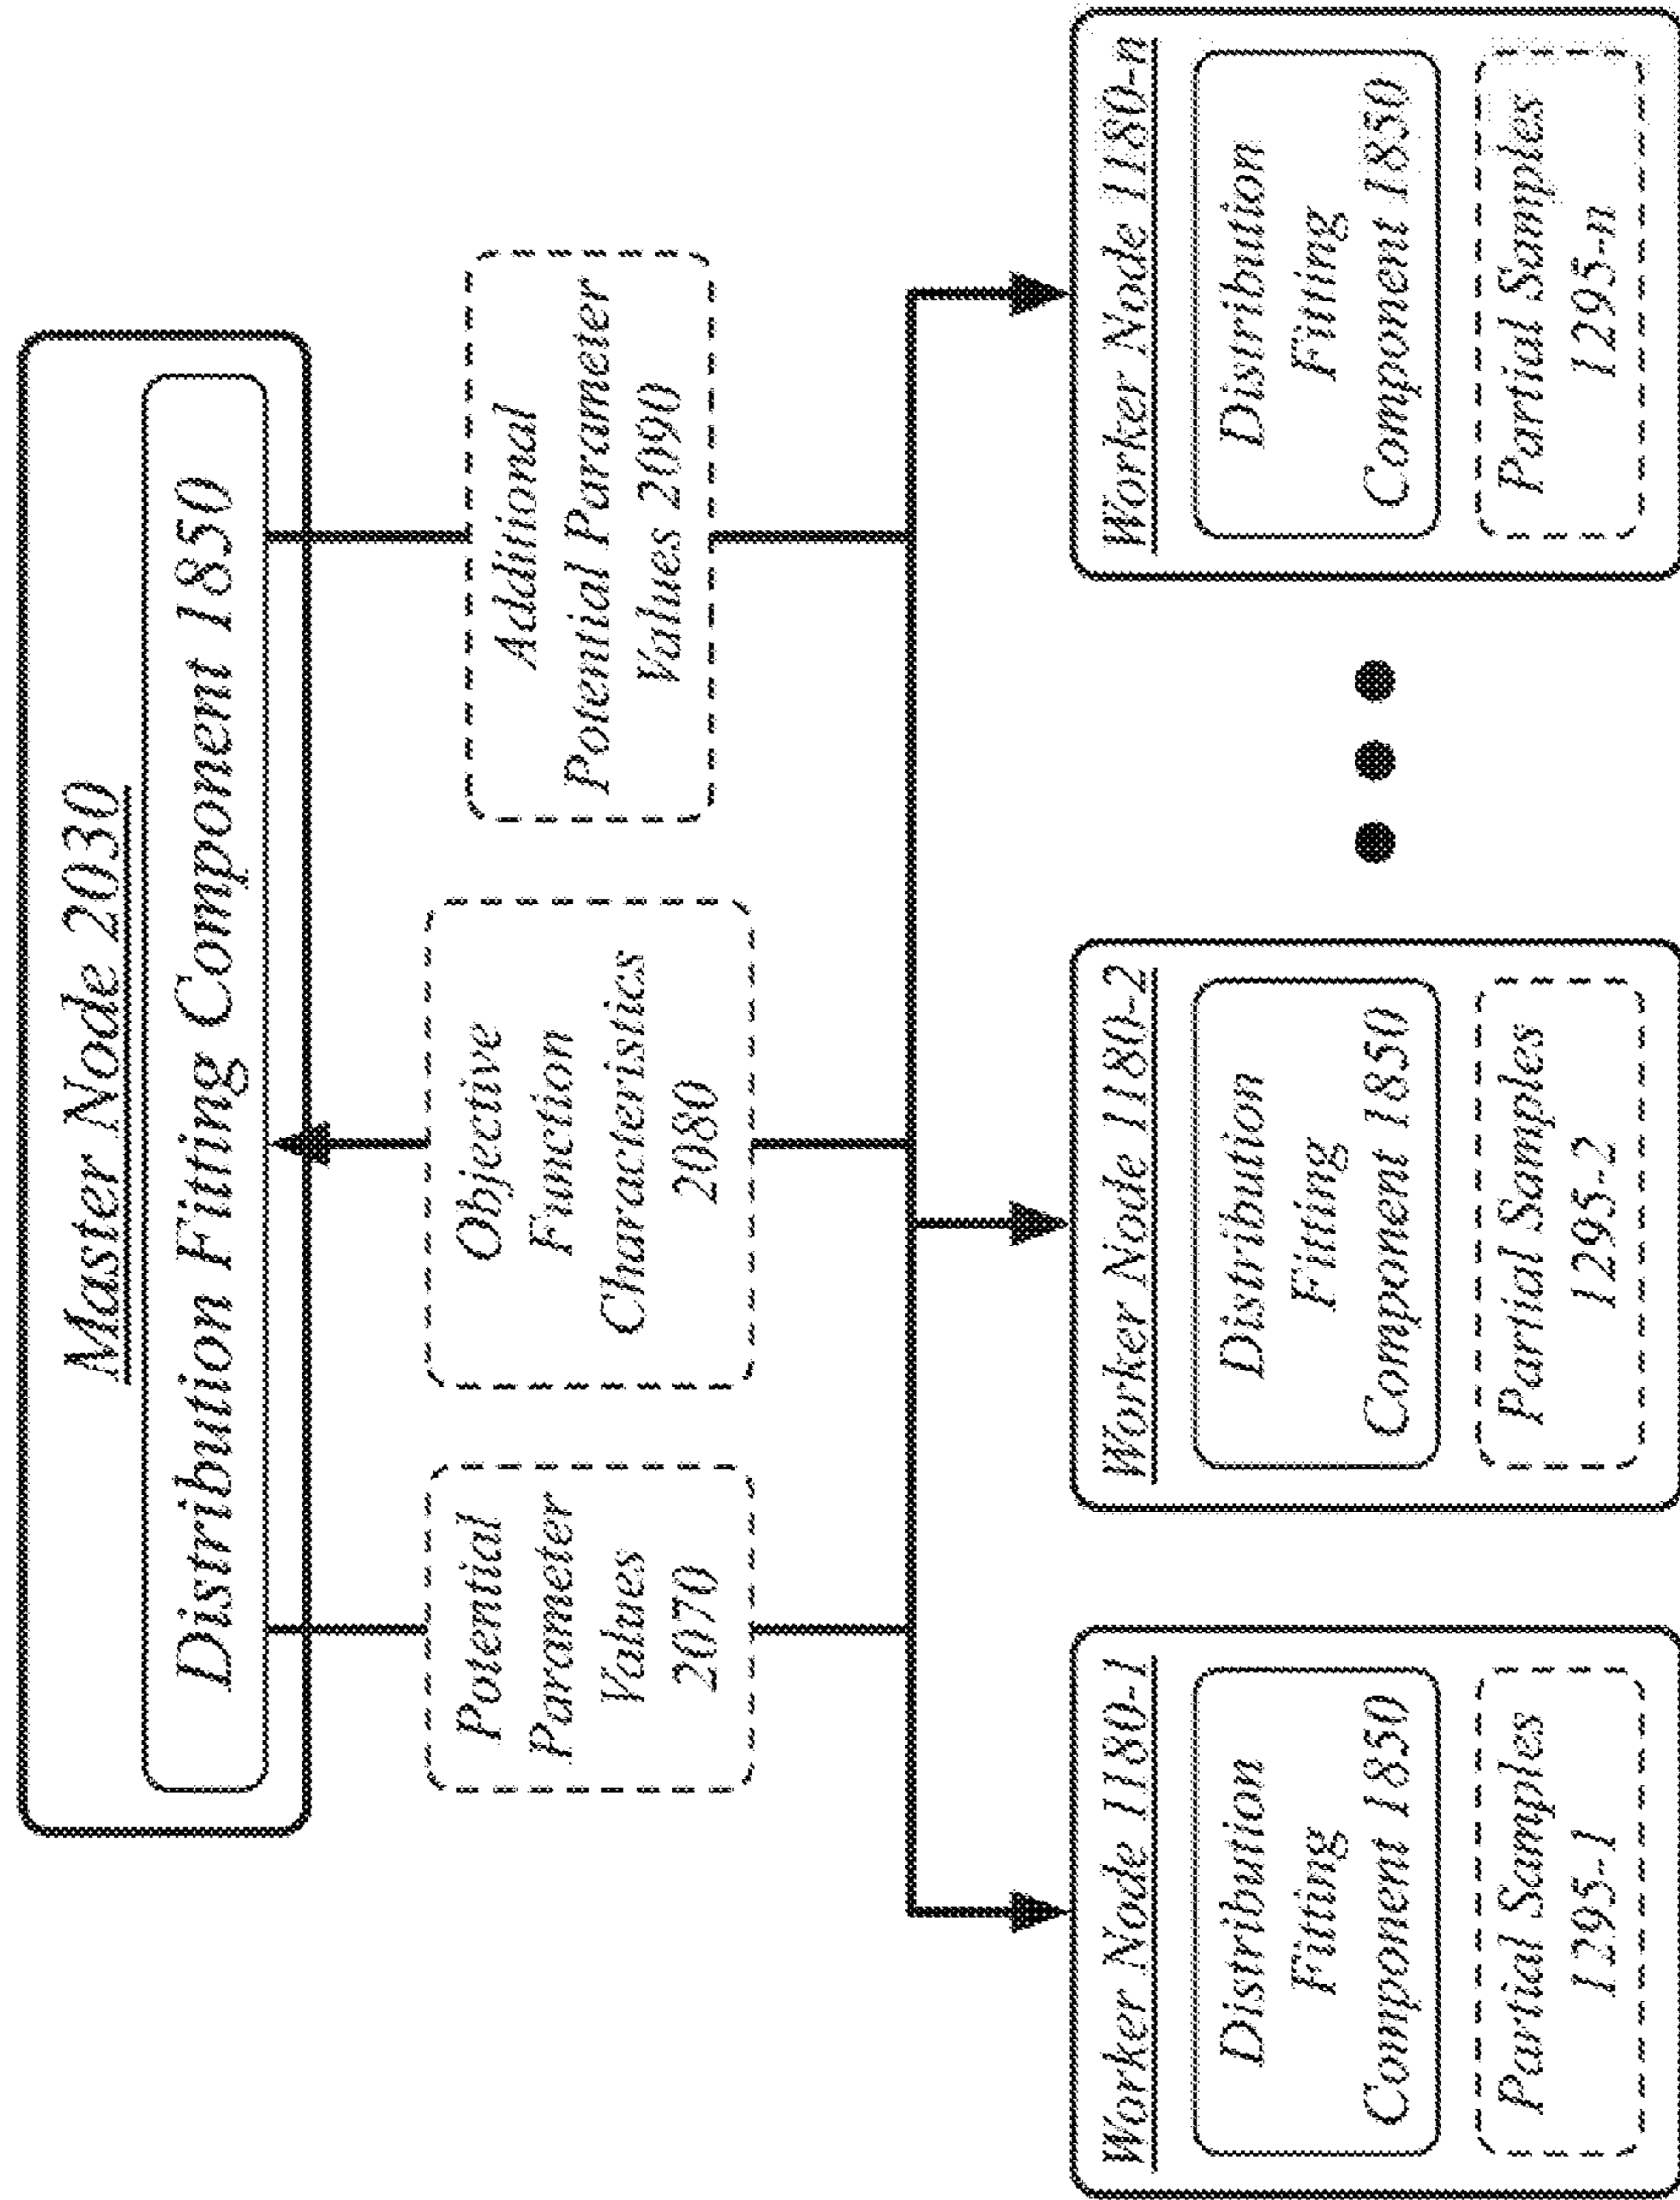 Master Node 2030
Distribution Fitting Component 1850
Potential
Parameter
Values
2070
Objective
Function
Characteristics
2080
Additional
Potential Parameter
Values 2090
Worker Node 1180-1
Distribution
Fitting
Component 1850
Partial Samples
1295-1
Worker Node 1180-2
Distribution
Fitting
Component 1850
Partial Samples
1295-2
Worker Node 1180-n
Distribution
Fitting
Component 1850
Partial Samples
1295-n